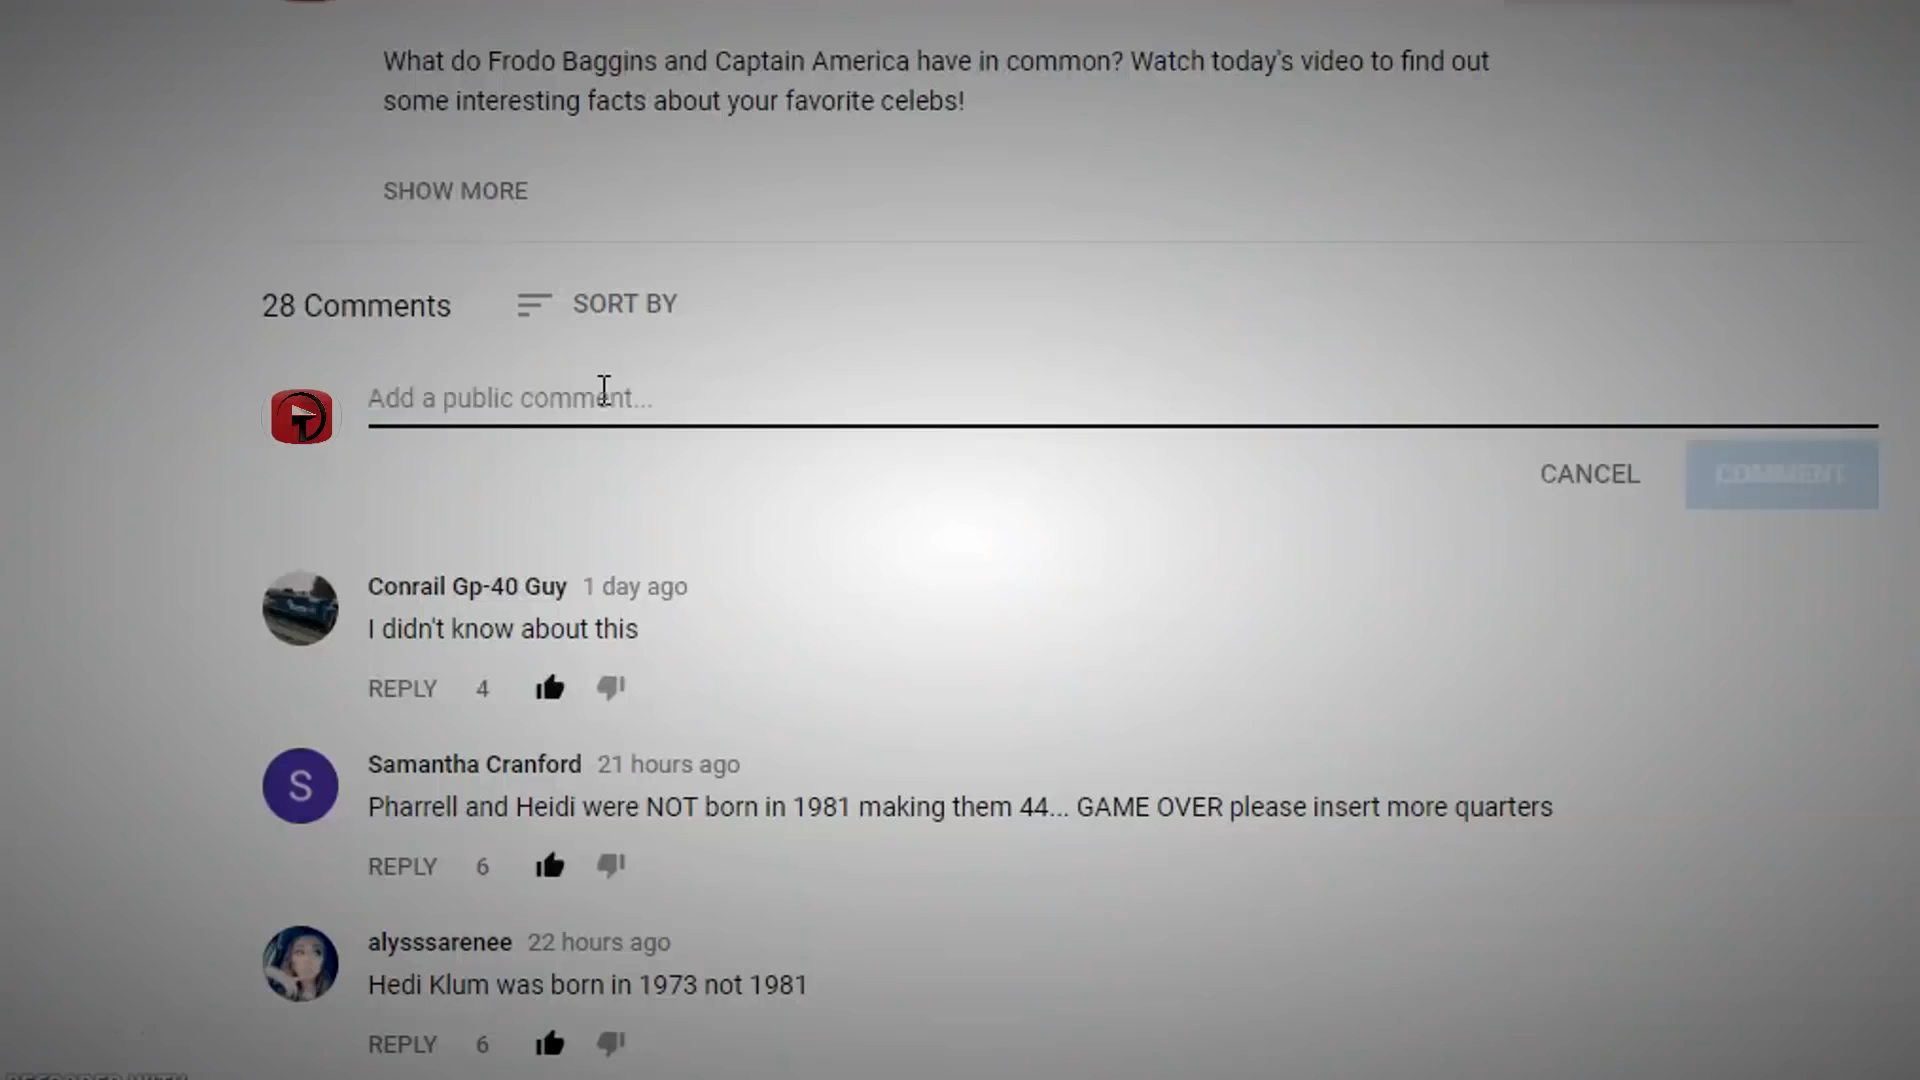 What do Frodo Baggins and Captain America have in common? Watch today's video to find out
some interesting facts about your favorite celebs!
SHOW MORE
28 Comments SORT BY
Add a public comment...
CANCEL COMMENT
Conrail Gp-40 Guy 1 day ago
I didn't know about this
REPLY 4
S
Samantha Cranford 21 hours ago
Pharrell and Heidi were NOT born in 1981 making them 44... GAME OVER please insert more quarters
REPLY 6
alysssarenee 22 hours ago
Hedi Klum was born in 1973 not 1981
REPLY 6